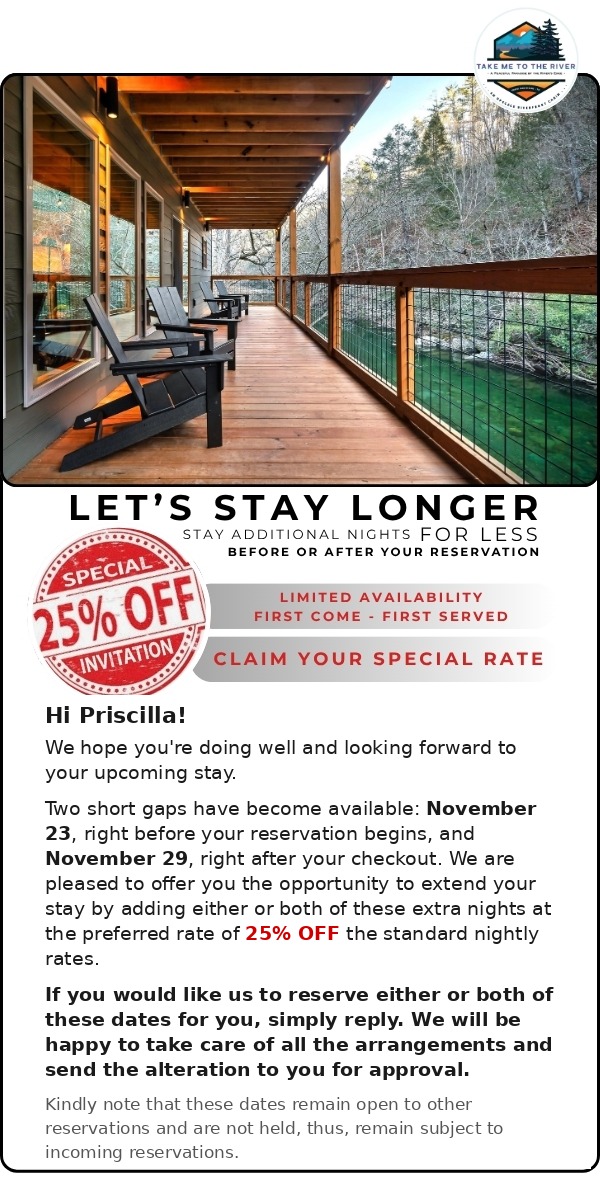 TAKE ME TO THE RIVER
- A Peaceful Paradise by the River's Edge -
LET'S STAY LONGER
STAY ADDITIONAL NIGHTS FOR LESS
BEFORE OR AFTER YOUR RESERVATION
SPECIAL
25% OFF
INVITATION
LIMITED AVAILABILITY
FIRST COME - FIRST SERVED
CLAIM YOUR SPECIAL RATE
Hi Priscilla!
We hope you're doing well and looking forward to
your upcoming stay.
Two short gaps have become available: November
23, right before your reservation begins, and
November 29, right after your checkout. We are
pleased to offer you the opportunity to extend your
stay by adding either or both of these extra nights at
the preferred rate of 25% OFF the standard nightly
rates.
If you would like us to reserve either or both of
these dates for you, simply reply. We will be
happy to take care of all the arrangements and
send the alteration to you for approval.
Kindly note that these dates remain open to other
reservations and are not held, thus, remain subject to
incoming reservations.